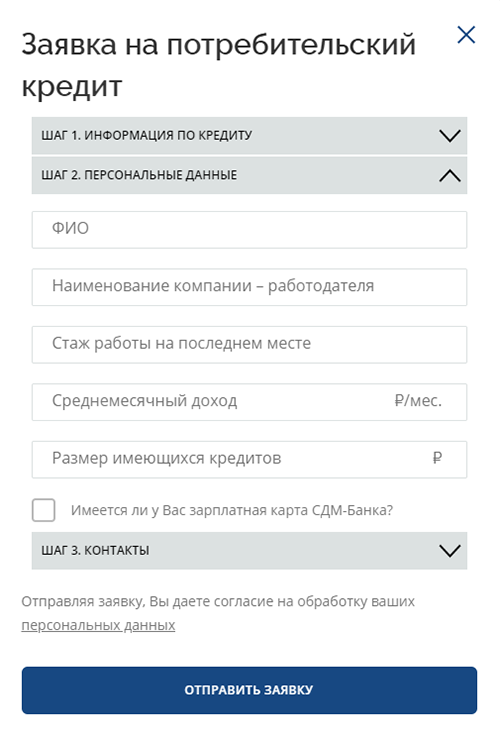 Заявка на потребительский
кредит
ШАГ 1. ИНФОРМАЦИЯ ПО КРЕДИТУ
ШАГ 2. ПЕРСОНАЛЬНЫЕ ДАННЫЕ
ФИО
Наименование компании – работодателя
Стаж работы на последнем месте
Среднемесячный доход ₽/мес.
Размер имеющихся кредитов ₽
Имеется ли у Вас зарплатная карта СДМ-Банка?
ШАГ 3. КОНТАКТЫ
Отправляя заявку, Вы даете согласие на обработку ваших
персональных данных
ОТПРАВИТЬ ЗАЯВКУ